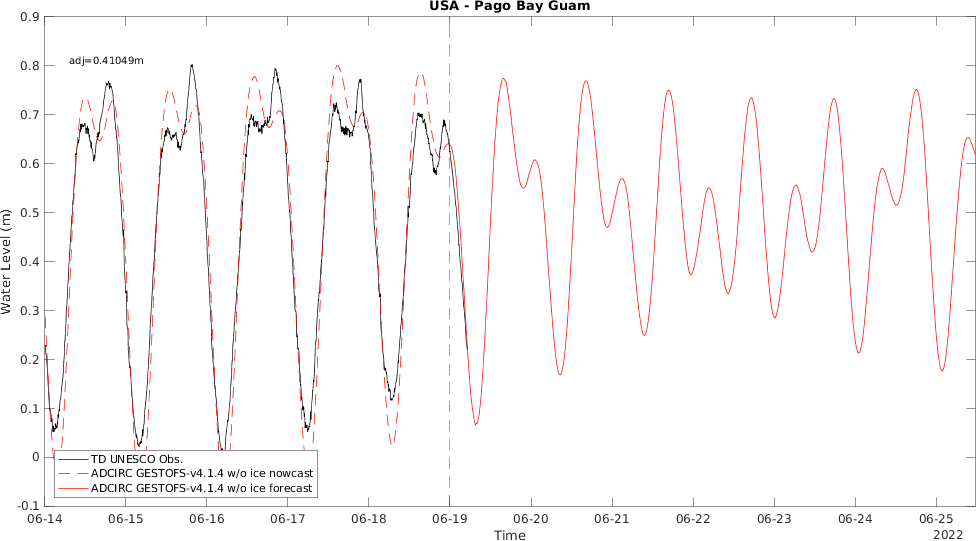 USA - Pago Bay Guam
adj=0.41049m
0.9
0.8
0.7
0.6
0.5
0.4
0.3
0.2
0.1
0
-0.1
Water Level (m)
TD UNESCO Obs.
ADCIRC GESTOFS-v4.1.4 w/o ice nowcast
ADCIRC GESTOFS-v4.1.4 w/o ice forecast
06-14 06-15 06-16 06-17 06-18 06-19 06-20 06-21 06-22 06-23 06-24 06-25
Time
2022